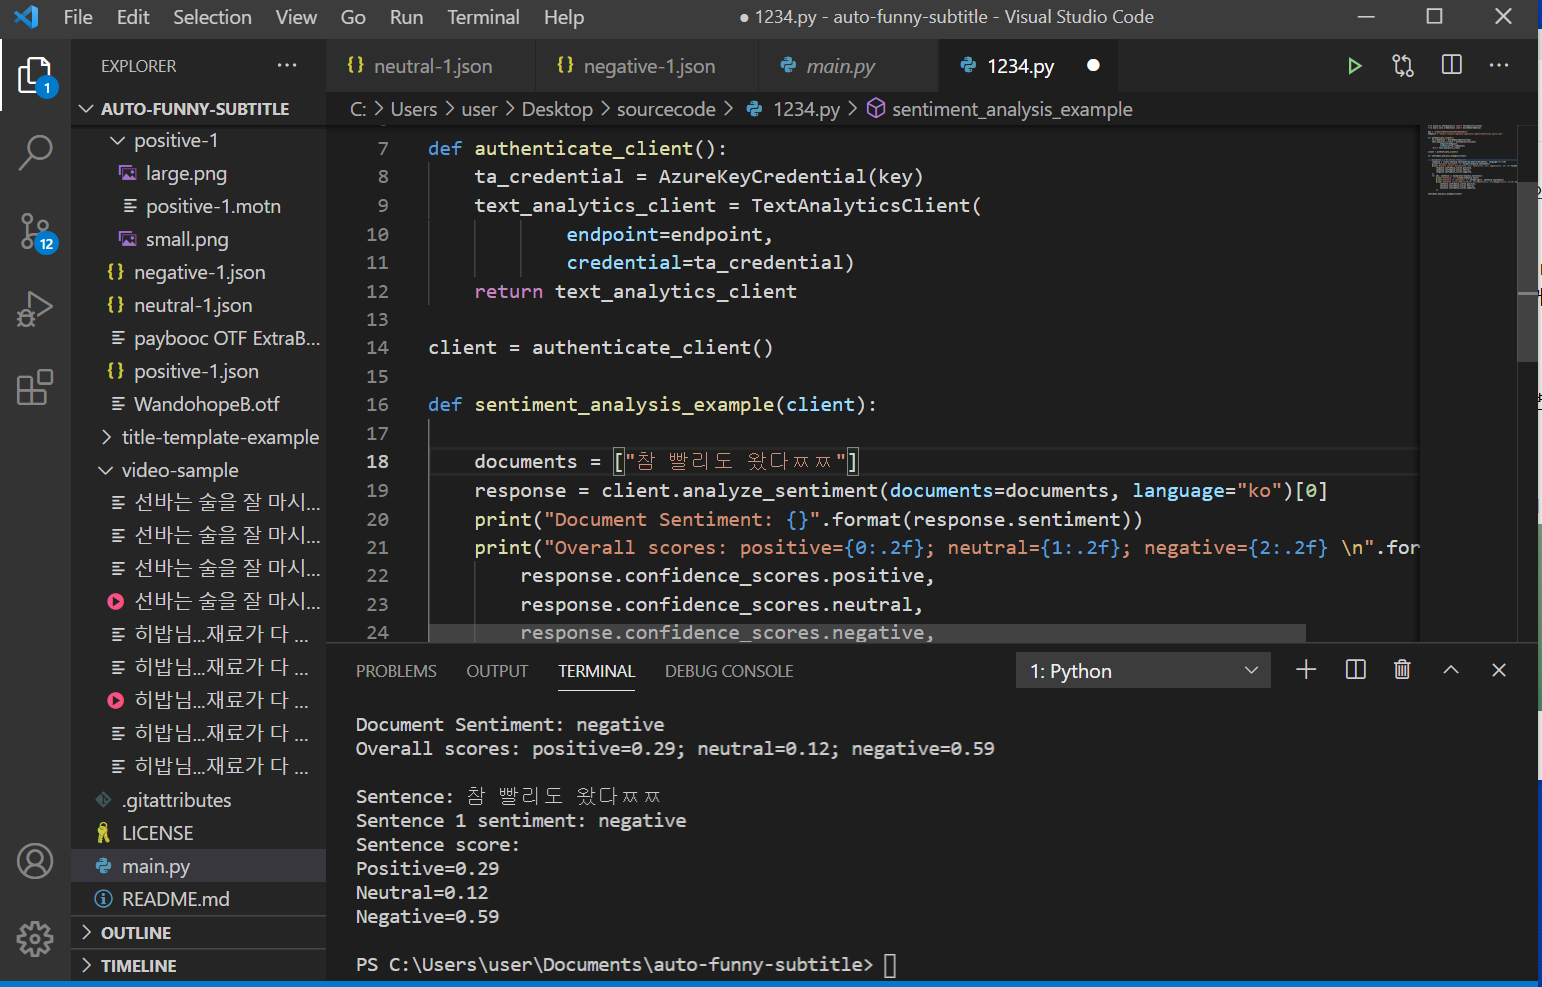 File Edit Selection View Go Run Terminal Help
● 1234.py - auto-funny-subtitle - Visual Studio Code
EXPLORER ···
neutral-1.json
negative-1.json
main.py
1234.py
AUTO-FUNNY-SUBTITLE
C: > Users > user > Desktop > sourcecode > 1234.py > sentiment_analysis_example
1
12
positive-1
large.png
positive-1.motn
small.png
negative-1.json
neutral-1.json
paybooc OTF ExtraB...
positive-1.json
WandohopeB.otf
title-template-example
video-sample
선바는 술을 잘 마시...
선바는 술을 잘 마시...
선바는 술을 잘 마시...
선바는 술을 잘 마시...
히밥님...재료가 다 ...
히밥님...재료가 다 ...
히밥님...재료가 다 ...
히밥님...재료가 다 ...
히밥님...재료가 다 ...
.gitattributes
LICENSE
main.py
README.md
OUTLINE
TIMELINE
7 def authenticate_client():
8 ta_credential = AzureKeyCredential(key)
9 text_analytics_client = TextAnalyticsClient(
10 endpoint=endpoint,
11 credential=ta_credential)
12 return text_analytics_client
13
14 client = authenticate_client()
15
16 def sentiment_analysis_example(client):
17
18 documents = ["참 빨리도 왔다ㅉㅉ"]
19 response = client.analyze_sentiment(documents=documents, language="ko")[0]
20 print("Document Sentiment: {}".format(response.sentiment))
21 print("Overall scores: positive={0:.2f}; neutral={1:.2f}; negative={2:.2f} \n".for
22 response.confidence_scores.positive,
23 response.confidence_scores.neutral,
24 response.confidence_scores.negative,
PROBLEMS OUTPUT TERMINAL DEBUG CONSOLE 1: Python
Document Sentiment: negative
Overall scores: positive=0.29; neutral=0.12; negative=0.59
Sentence: 참 빨리도 왔다ㅉㅉ
Sentence 1 sentiment: negative
Sentence score:
Positive=0.29
Neutral=0.12
Negative=0.59
PS C:\Users\user\Documents\auto-funny-subtitle>